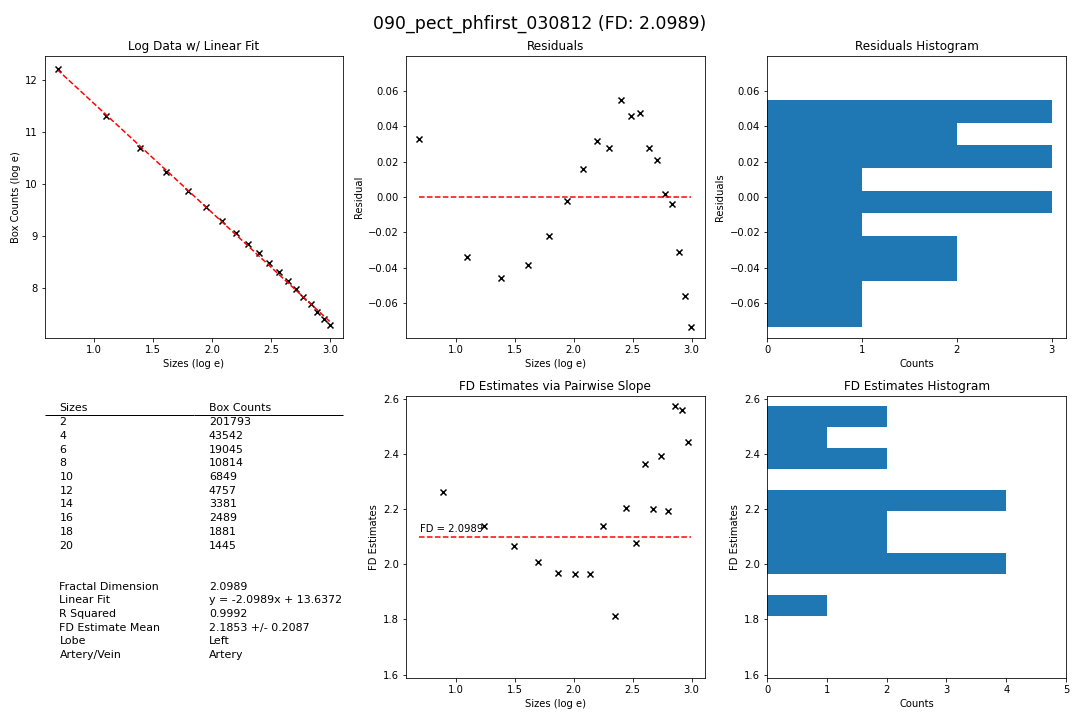 090_pect_phfirst_030812 (FD: 2.0989)
Log Data w/ Linear Fit
Box Counts (log e)
12
11
10
9
8
1.0 1.5 2.0 2.5 3.0
Sizes (log e)
Residuals
Residual
0.06
0.04
0.02
0.00
−0.02
−0.04
−0.06
1.0 1.5 2.0 2.5 3.0
Sizes (log e)
Residuals Histogram
Residuals
0.06
0.04
0.02
0.00
−0.02
−0.04
−0.06
0 1 2 3
Counts
Sizes Box Counts
2 201793
4 43542
6 19045
8 10814
10 6849
12 4757
14 3381
16 2489
18 1881
20 1445
Fractal Dimension 2.0989
Linear Fit y = -2.0989x + 13.6372
R Squared 0.9992
FD Estimate Mean 2.1853 +/- 0.2087
Lobe Left
Artery/Vein Artery
FD Estimates via Pairwise Slope
FD Estimates
2.6
2.4
2.2
2.0
1.8
1.6
FD = 2.0989
1.0 1.5 2.0 2.5 3.0
Sizes (log e)
FD Estimates Histogram
FD Estimates
2.6
2.4
2.2
2.0
1.8
1.6
0 1 2 3 4 5
Counts